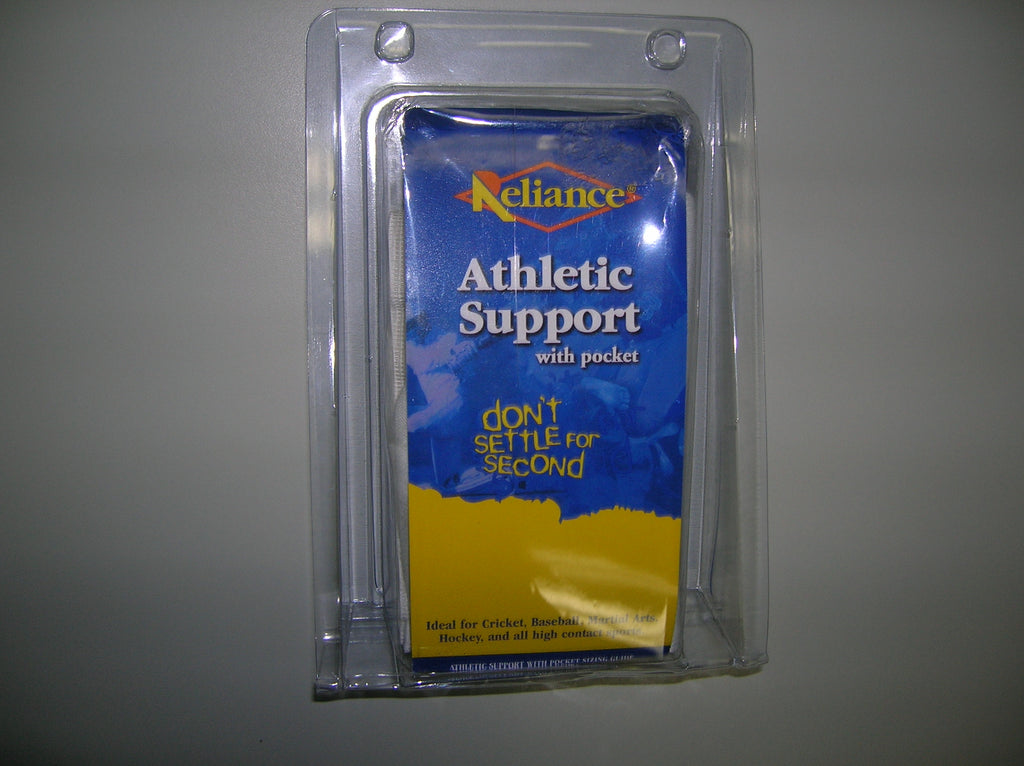 Reliance®
Athletic
Support
with pocket
DON'T
SETTLE FOR
SECOND
Ideal for Cricket, Baseball, Martial Arts,
Hockey, and all high contact sports.
ATHLETIC SUPPORT WITH POCKET SIZING GUIDE